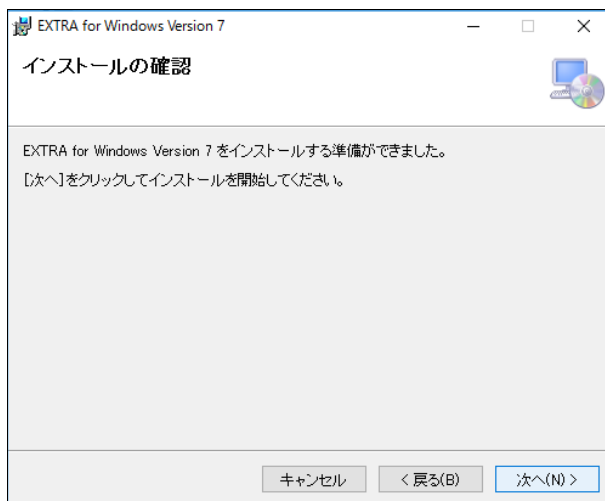 EXTRA for Windows Version 7
インストールの確認
EXTRA for Windows Version 7 をインストールする準備ができました。
[次へ]をクリックしてインストールを開始してください。
キャンセル
< 戻る(B)
次へ(N) >